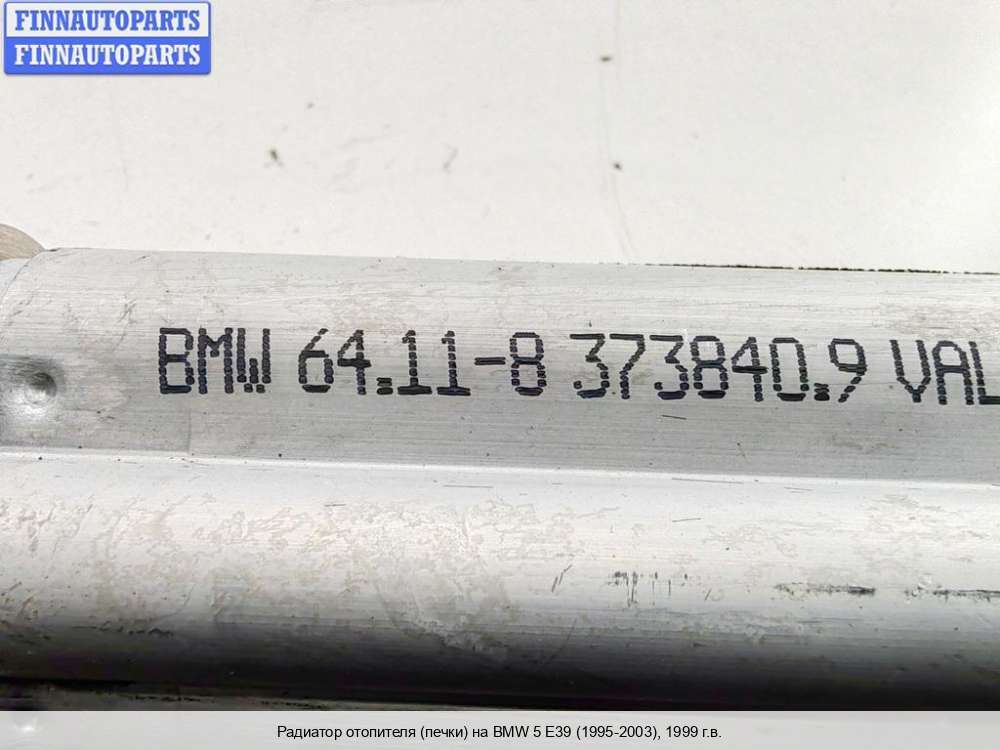 FINNAUTOPARTS
FINNAUTOPARTS
BMW 64.11-8 373840.9 VAL
Радиатор отопителя (печки) на BMW 5 E39 (1995-2003), 1999 г.в.